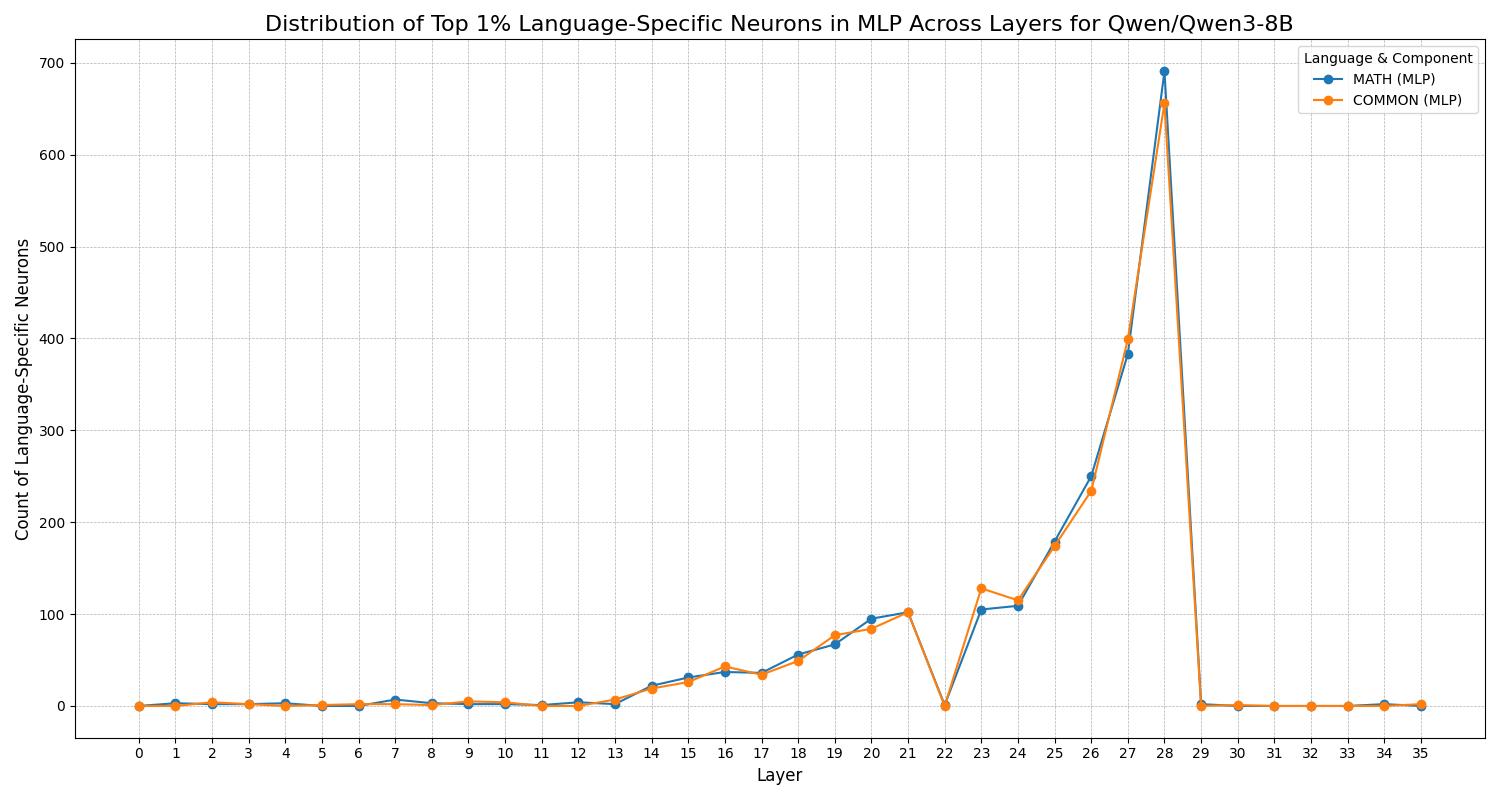 Distribution of Top 1% Language-Specific Neurons in MLP Across Layers for Qwen/Qwen3-8B
Language & Component
MATH (MLP)
COMMON (MLP)
Count of Language-Specific Neurons
700
600
500
400
300
200
100
0
0 1 2 3 4 5 6 7 8 9 10 11 12 13 14 15 16 17 18 19 20 21 22 23 24 25 26 27 28 29 30 31 32 33 34 35
Layer